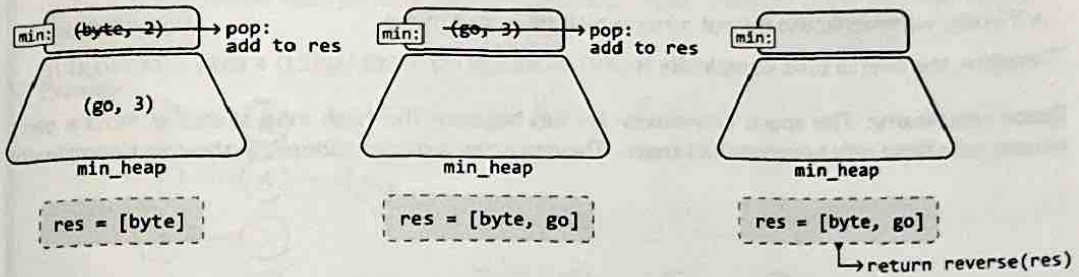 min: (byte, 2) pop:
add to res
(go, 3)
min_heap
res = [byte]
min: (go, 3) pop:
add to res
min_heap
res = [byte, go]
min:
min_heap
res = [byte, go]
return reverse(res)